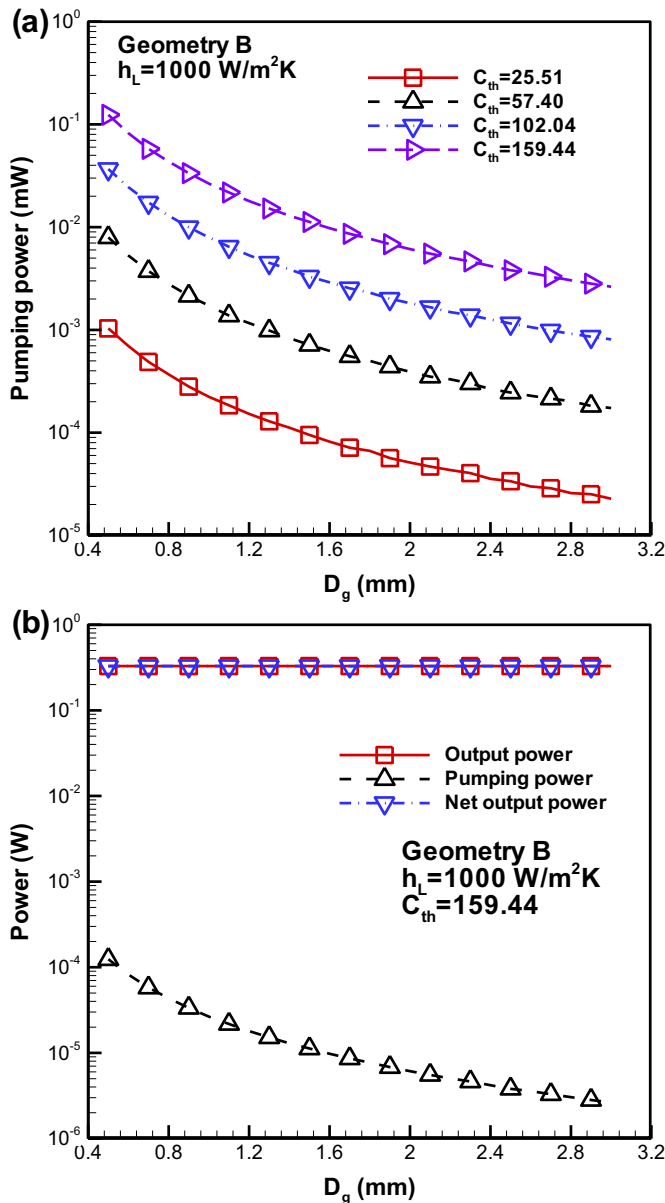 (a)
Geometry B
h_L=1000 W/m²K
C_th=25.51
C_th=57.40
C_th=102.04
C_th=159.44
Pumping power (mW)
10⁻¹
10⁻²
10⁻³
10⁻⁴
10⁻⁵
0.4 0.8 1.2 1.6 2 2.4 2.8 3.2
D_g (mm)
(b)
10⁰
10⁻¹
10⁻²
10⁻³
10⁻⁴
10⁻⁵
10⁻⁶
Power (W)
Output power
Pumping power
Net output power
Geometry B
h_L=1000 W/m²K
C_th=159.44
0.4 0.8 1.2 1.6 2 2.4 2.8 3.2
D_g (mm)